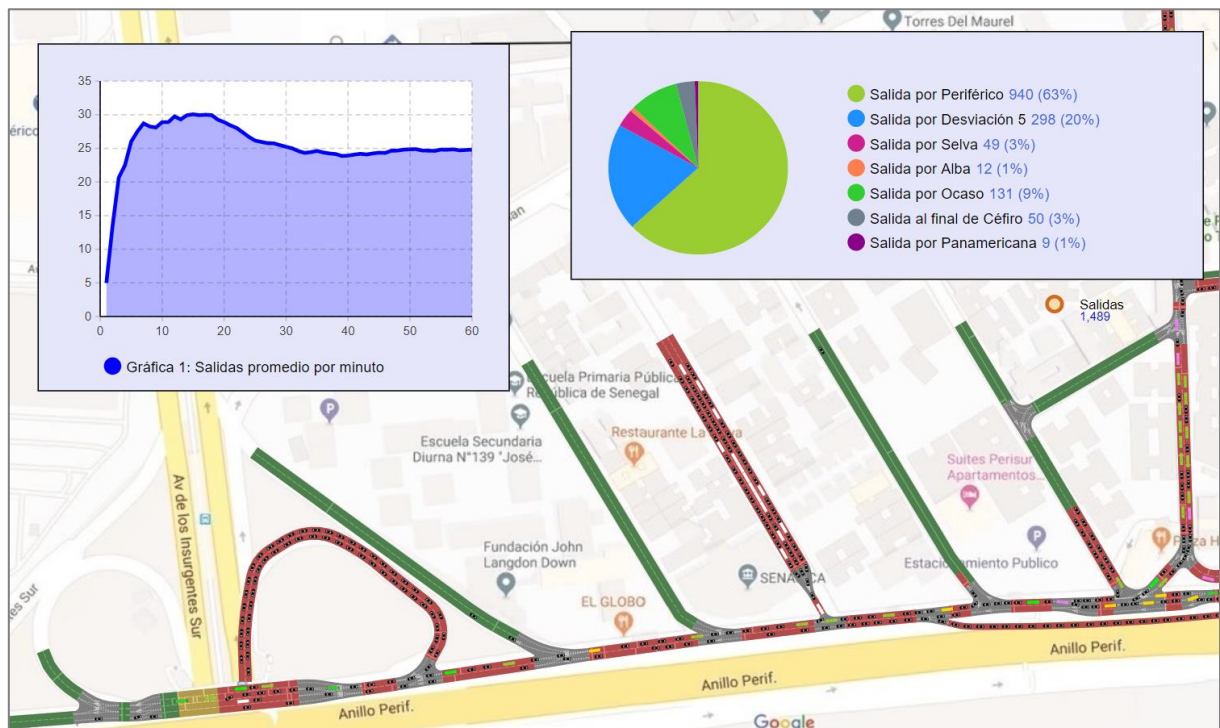 Torres Del Maurel
35
30
25
20
15
10
5
0
0
10
20
30
40
50
60
Gráfica 1: Salidas promedio por minuto
Salida por Periférico 940 (63%)
Salida por Desviación 5 298 (20%)
Salida por Selva 49 (3%)
Salida por Alba 12 (1%)
Salida por Ocaso 131 (9%)
Salida al final de Céfiro 50 (3%)
Salida por Panamericana 9 (1%)
Salidas
1,489
Escuela Primaria Pública
República de Senegal
Escuela Secundaria
Diurna N°139 "José...
Restaurante La
Suites Perisur
Apartamentos...
Av de los Insurgentes Sur
Fundación John
Langdon Down
Publico
EL GLOBO
Sur
Anillo Perif.
Anillo Perif.
Anillo Perif.
Google